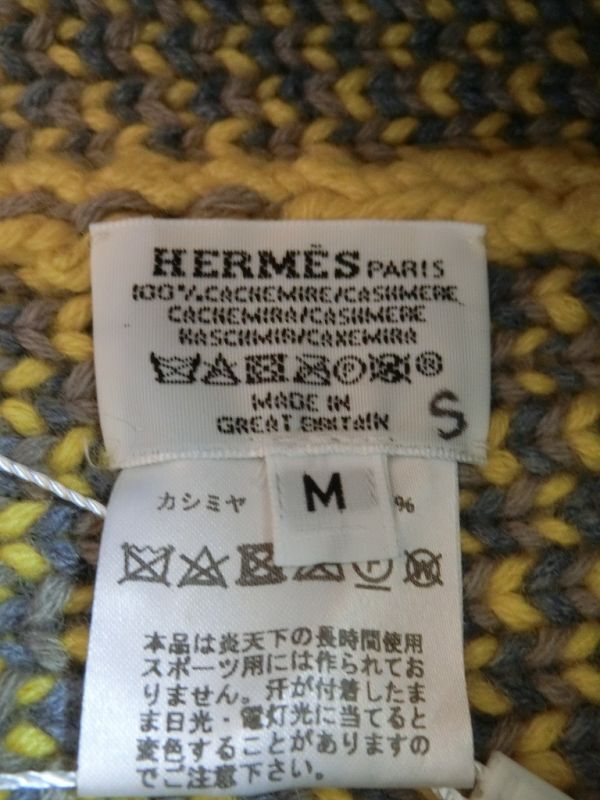 HERMĒS PARIS
100% CACHEMIRE/CASHMERE
CACHEMIRA/CASHMERE
KASCHMIR/CAXEMIRA
MADE IN
GREAT BRITAIN
S
M
カシミヤ %
本品は炎天下の長時間使用
スポーツ用には作られてお
りません。汗が付着したま
ま日光・電灯光に当てると
変色することがありますの
でご注意下さい。